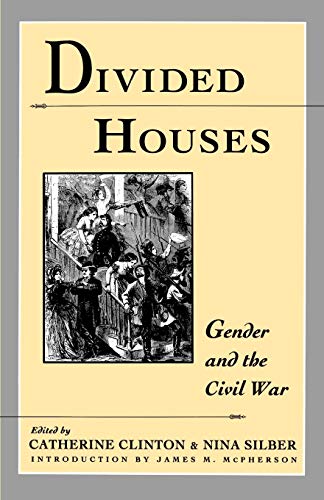 DIVIDED
HOUSES
Gender
and the
Civil War
Edited by
CATHERINE CLINTON & NINA SILBER
INTRODUCTION BY JAMES M. McPHERSON